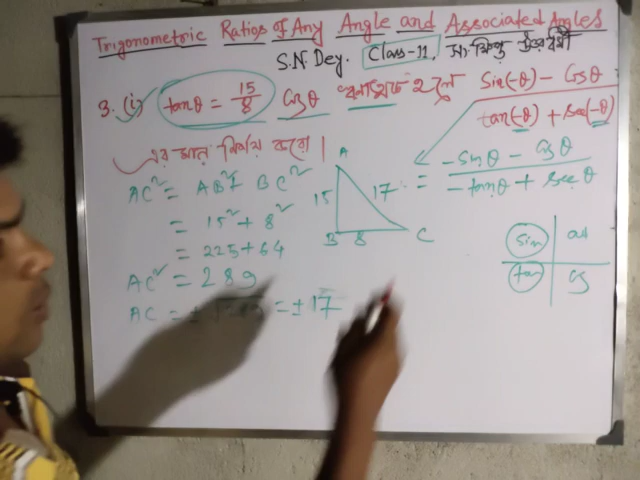 Trigonometric Ratios of Any Angle and Associated Angles
S.N. Dey. Class-11,
3. (i) tanθ = 15/8 cosθ ঋণাত্মক হলে sin(-θ) - cosθ / tan(-θ) + sec(-θ)
এর মান নির্ণয় করো।
= -sinθ - cosθ / -tanθ + secθ
A
15 17
B 8 C
AC² = AB² + BC²
= 15² + 8²
= 225 + 64
AC² = 289
AC = ± = ± 17
sin all
tan cos